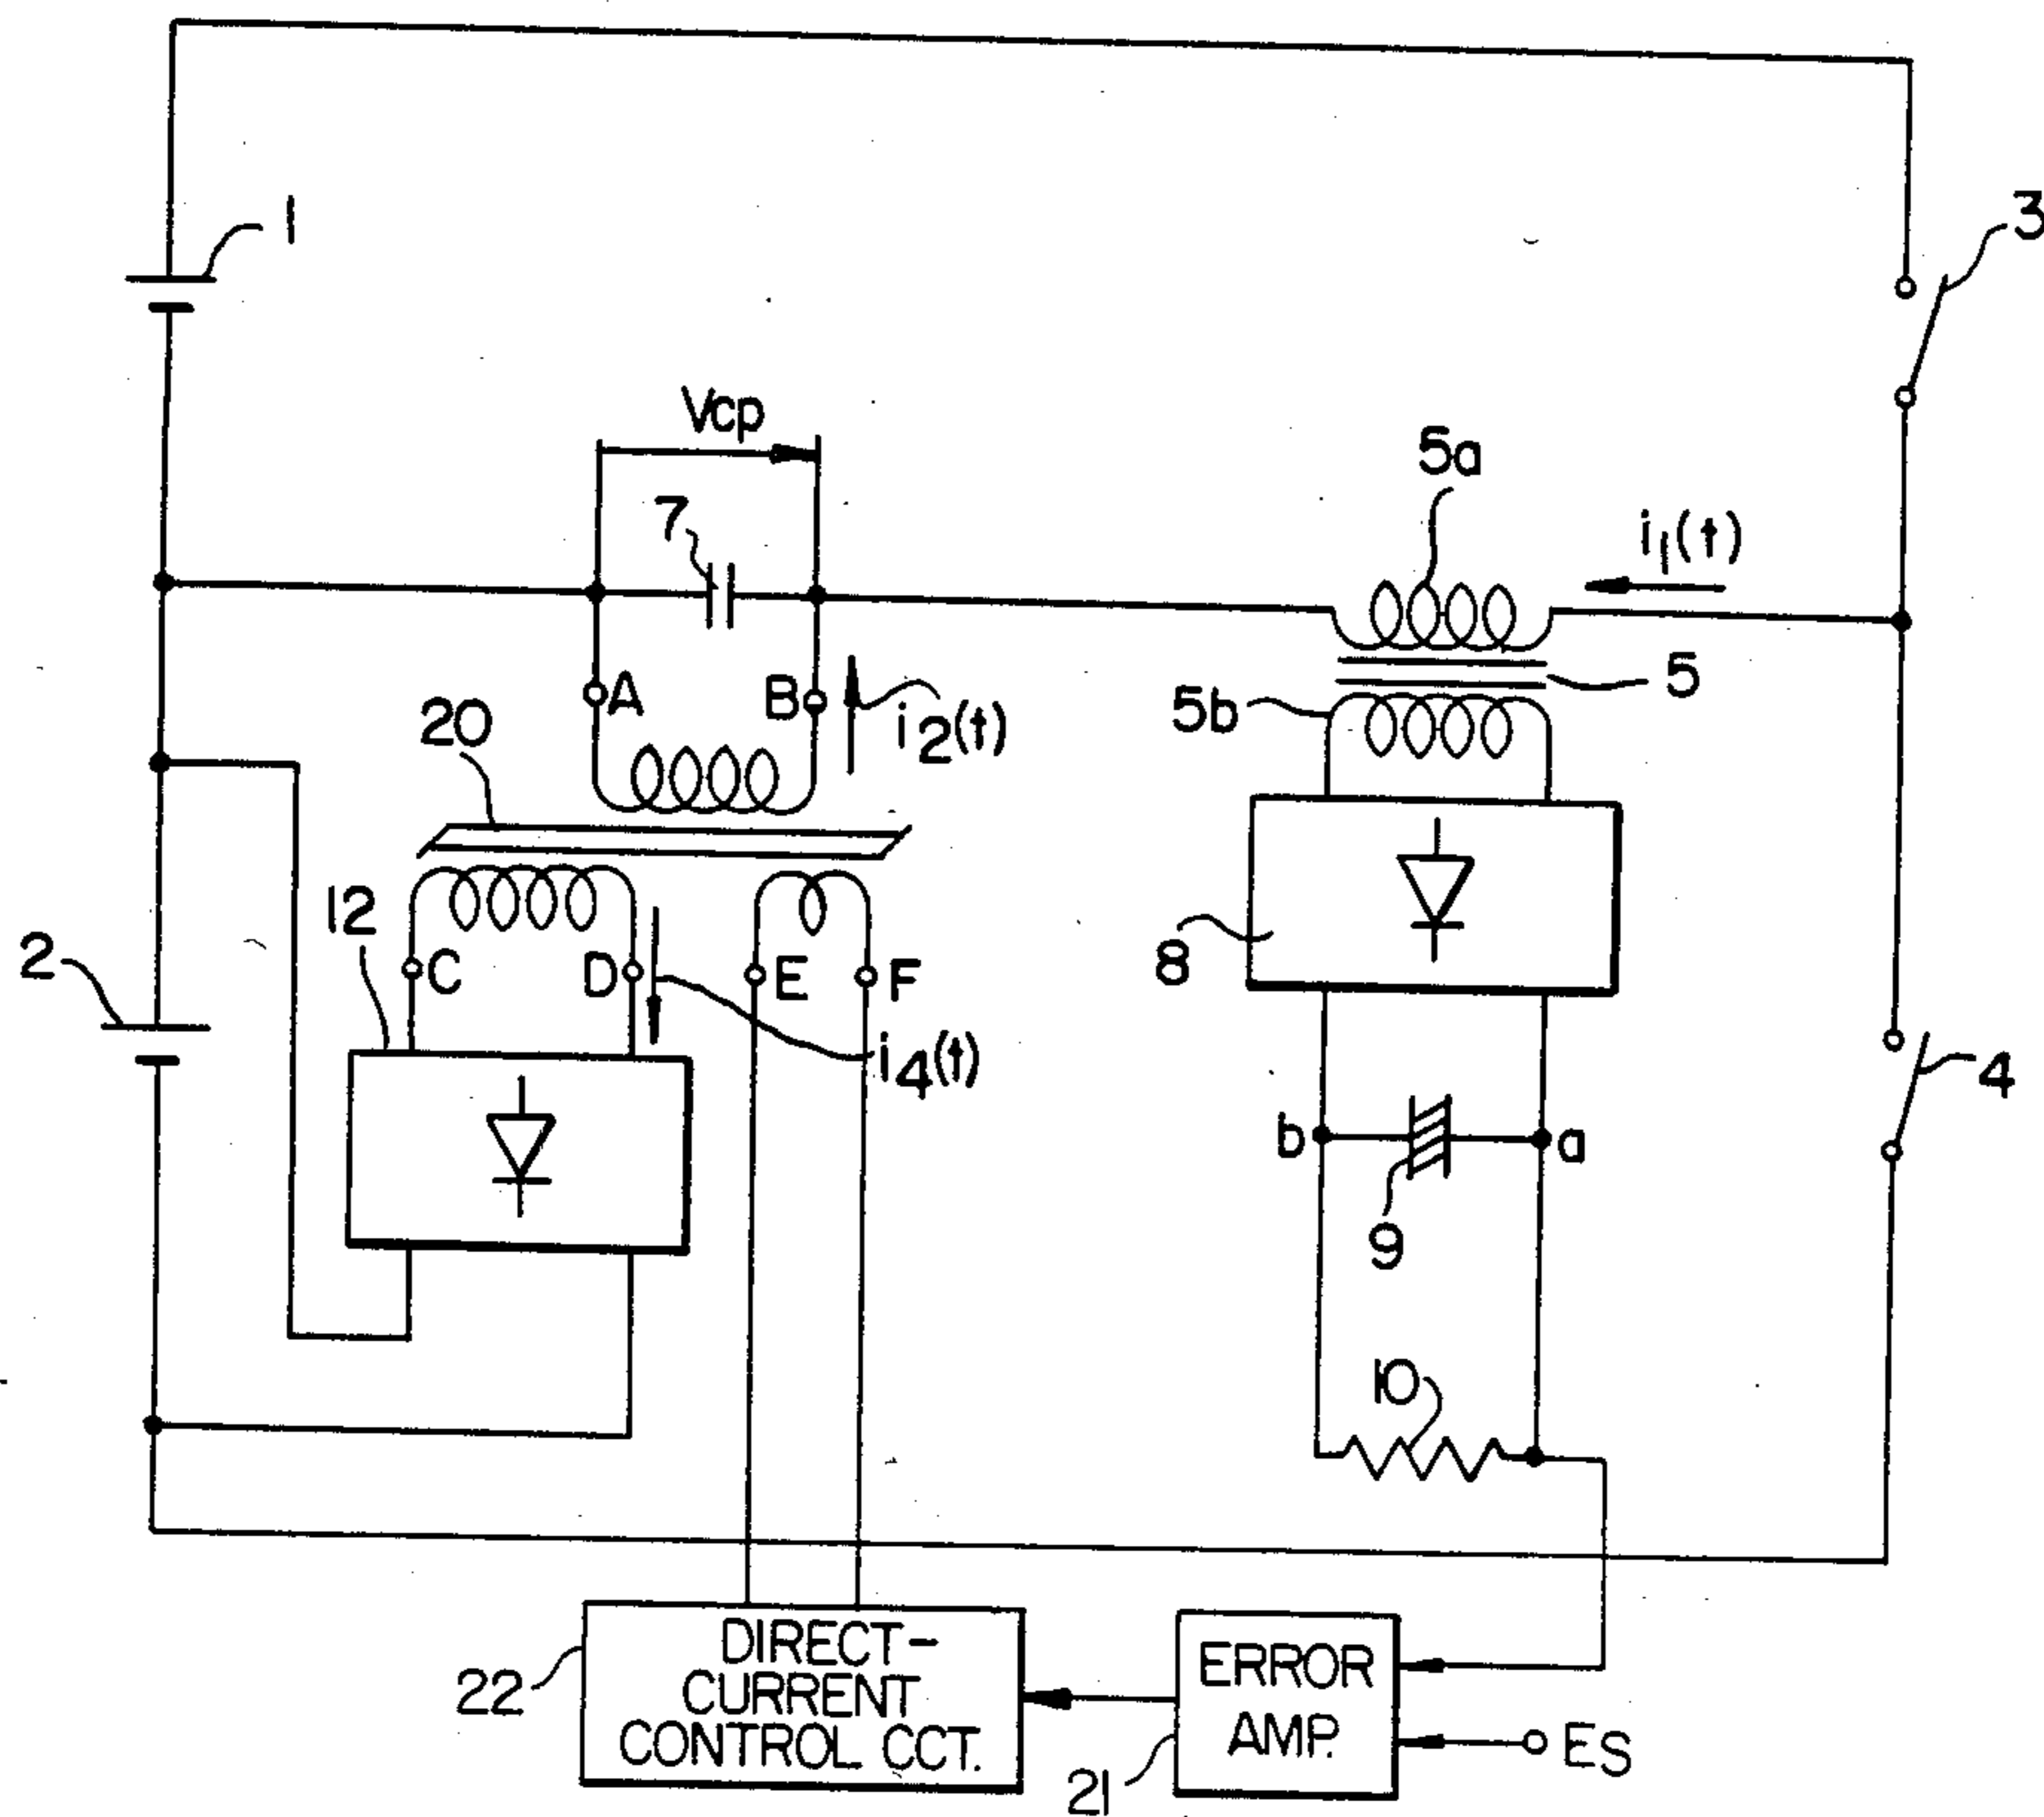 1
3
Vcp
5a
7
i1(t)
A
B
5
20
i2(t)
5b
12
2
C
D
E
F
8
i4(t)
4
b
a
9
10
DIRECT-
CURRENT
CONTROL CCT.
22
ERROR
AMP.
21
ES